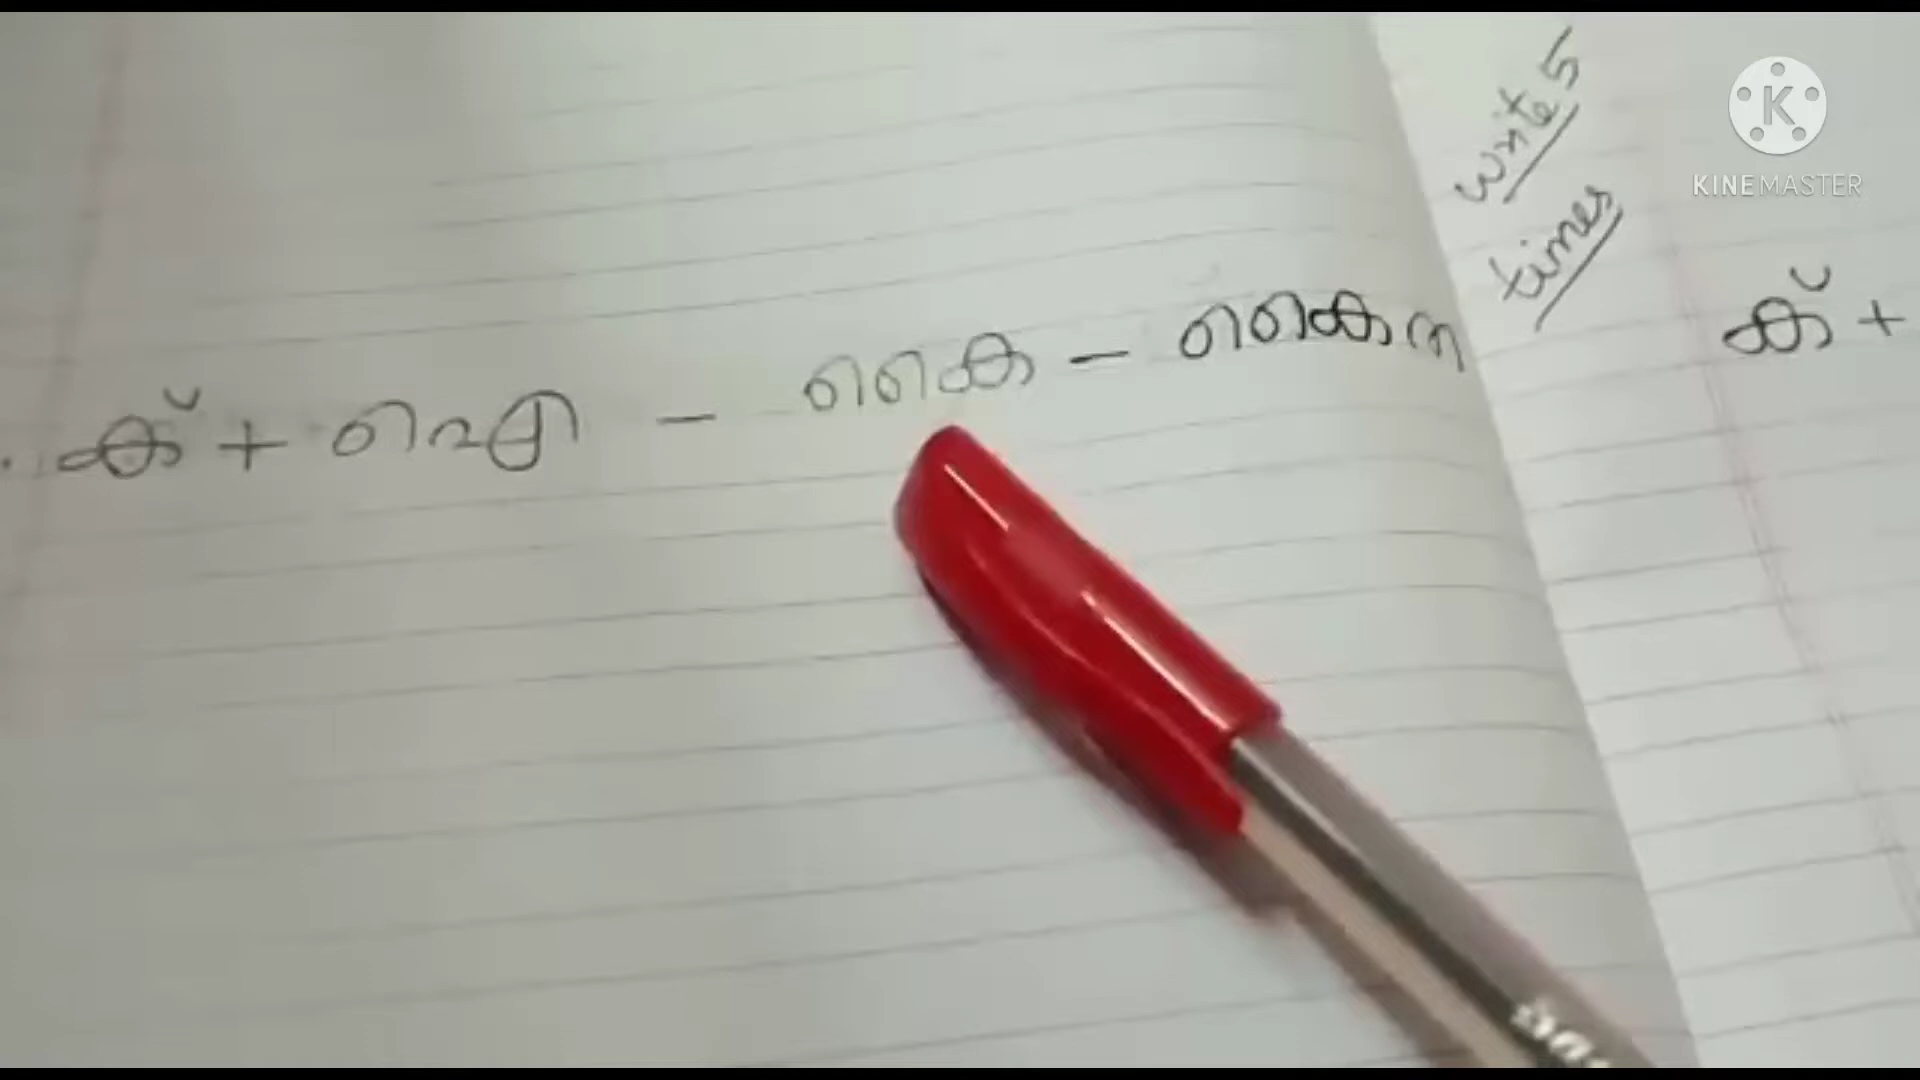 write 5
times
ക് + ഐ - കൈ - കൈത
ക് +
KINEMASTER